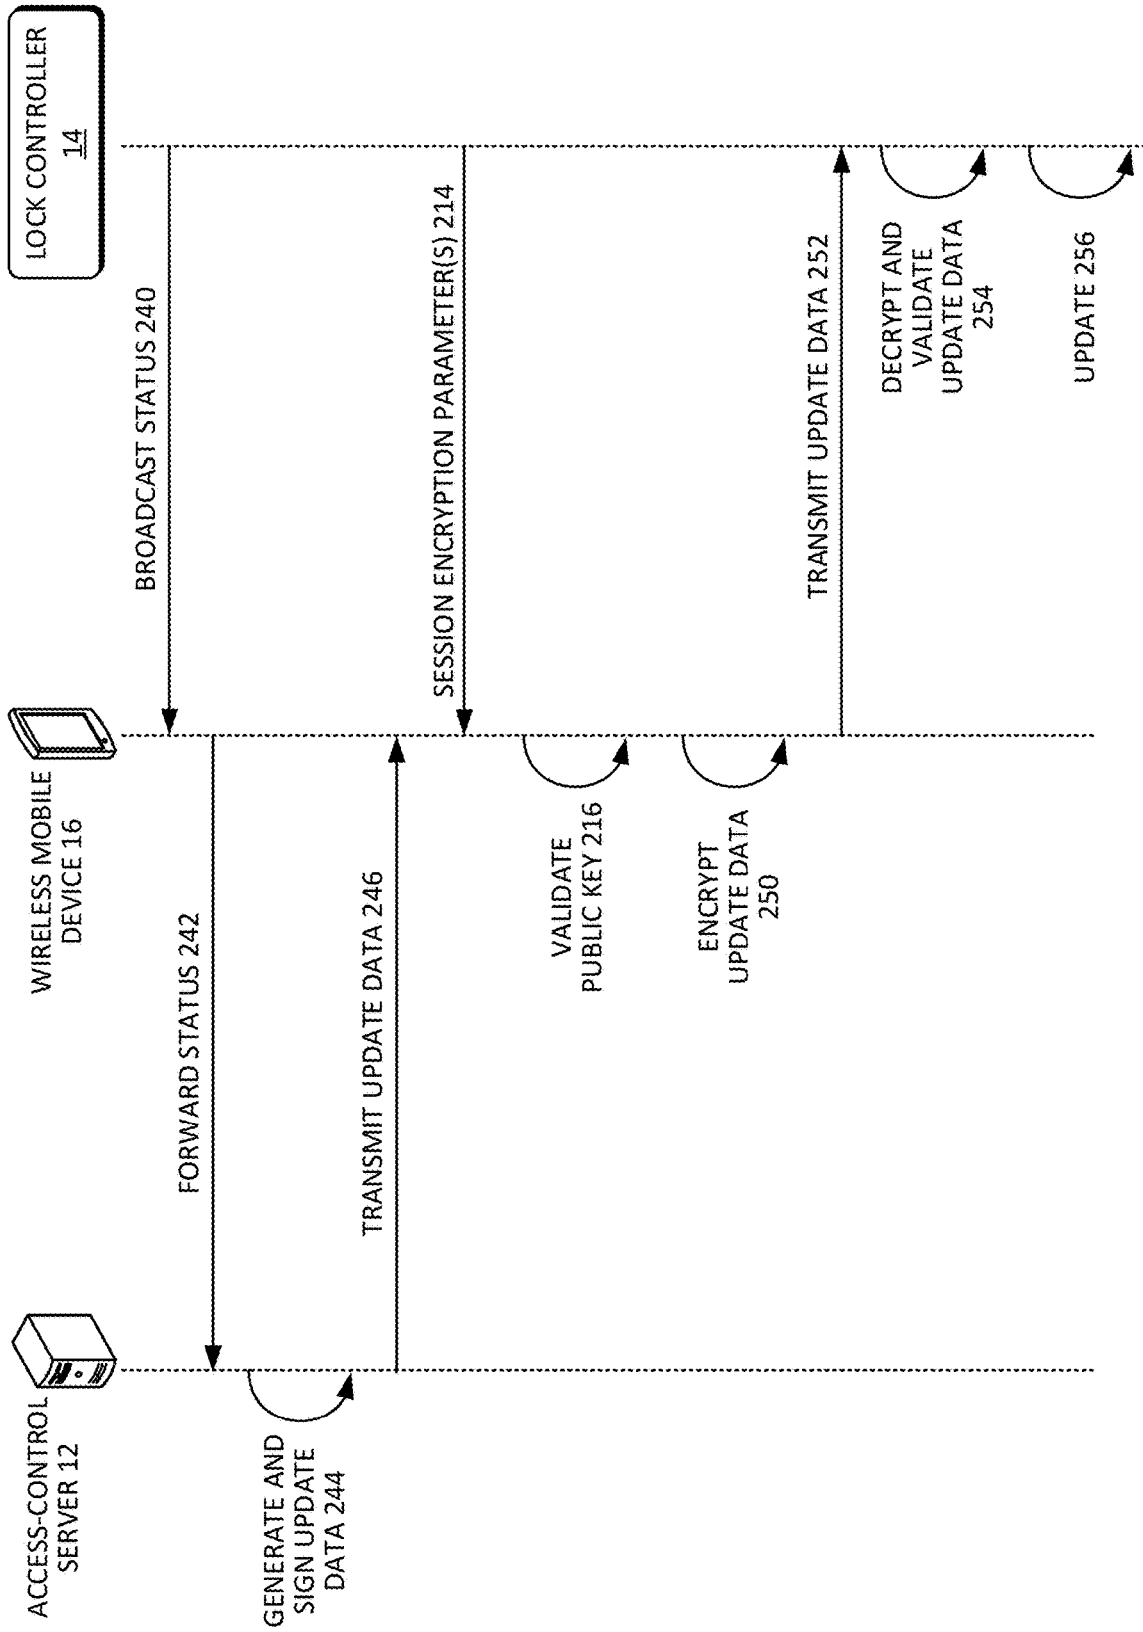 ACCESS-CONTROL
SERVER 12
WIRELESS MOBILE
DEVICE 16
LOCK CONTROLLER
14
BROADCAST STATUS 240
FORWARD STATUS 242
GENERATE AND
SIGN UPDATE
DATA 244
TRANSMIT UPDATE DATA 246
SESSION ENCRYPTION PARAMETER(S) 214
VALIDATE
PUBLIC KEY 216
ENCRYPT
UPDATE DATA
250
TRANSMIT UPDATE DATA 252
DECRYPT AND
VALIDATE
UPDATE DATA
254
UPDATE 256